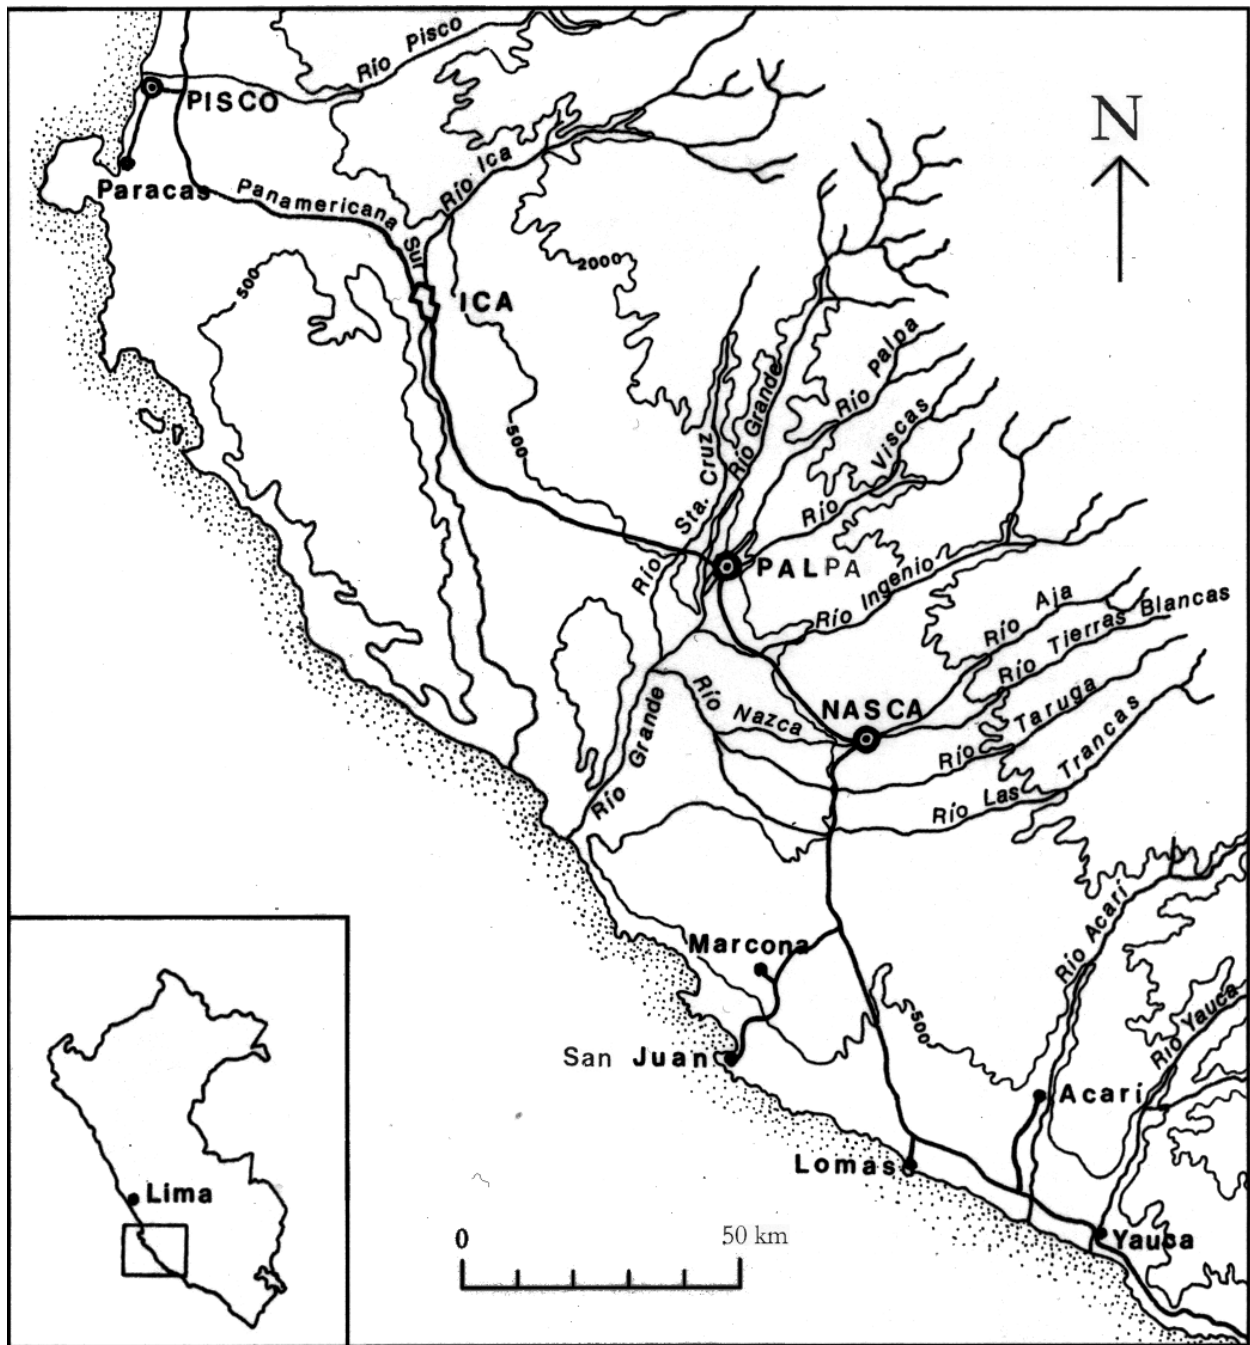 Río Pisco
PISCO
N
Paracas
Río Ica
Panamericana Sur
2000
500
ICA
Río Palpa
Río Grande
Río Viscas
500
Río Sta. Cruz
PALPA
Río Ingenio
Río Aja
Río Tierras Blancas
Río Nazca
NASCA
Río Taruga
Río Grande
Río Las Trancas
Río Acarí
Marcona
500
Río Yauca
San Juan
Acarí
Lomas
Lima
Yauca
0
50 km